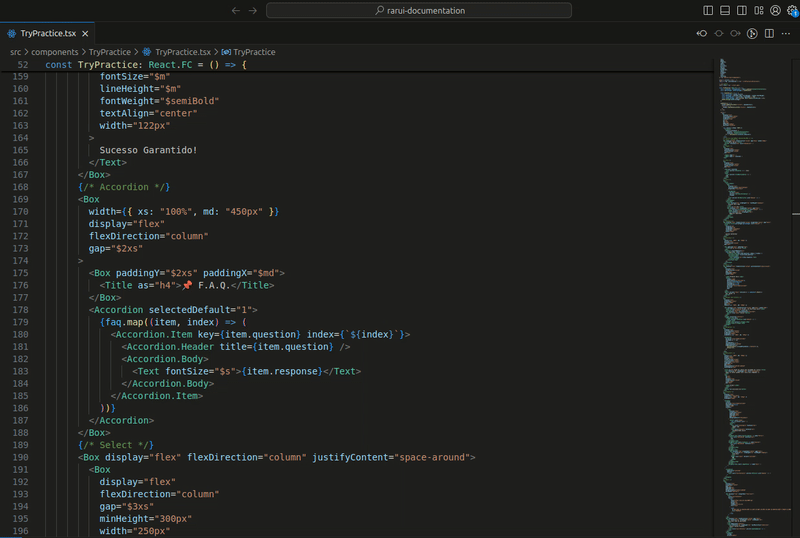 rarui-documentation
TryPractice.tsx
src > components > TryPractice > TryPractice.tsx > TryPractice
52 const TryPractice: React.FC = () => {
159 fontSize="$m"
160 lineHeight="$m"
161 fontWeight="$semiBold"
162 textAlign="center"
163 width="122px"
164 >
165 Sucesso Garantido!
166 </Text>
167 </Box>
168 {/* Accordion */}
169 <Box
170 width={{ xs: "100%", md: "450px" }}
171 display="flex"
172 flexDirection="column"
173 gap="$2xs"
174 >
175 <Box paddingY="$2xs" paddingX="$md">
176 <Title as="h4">📌 F.A.Q.</Title>
177 </Box>
178 <Accordion selectedDefault="1">
179 {faq.map((item, index) => (
180 <Accordion.Item key={item.question} index={`${index}`}>
181 <Accordion.Header title={item.question} />
182 <Accordion.Body>
183 <Text fontSize="$s">{item.response}</Text>
184 </Accordion.Body>
185 </Accordion.Item>
186 ))}
187 </Accordion>
188 </Box>
189 {/* Select */}
190 <Box display="flex" flexDirection="column" justifyContent="space-around">
191 <Box
192 display="flex"
193 flexDirection="column"
194 gap="$3xs"
195 minHeight="300px"
196 width="250px"